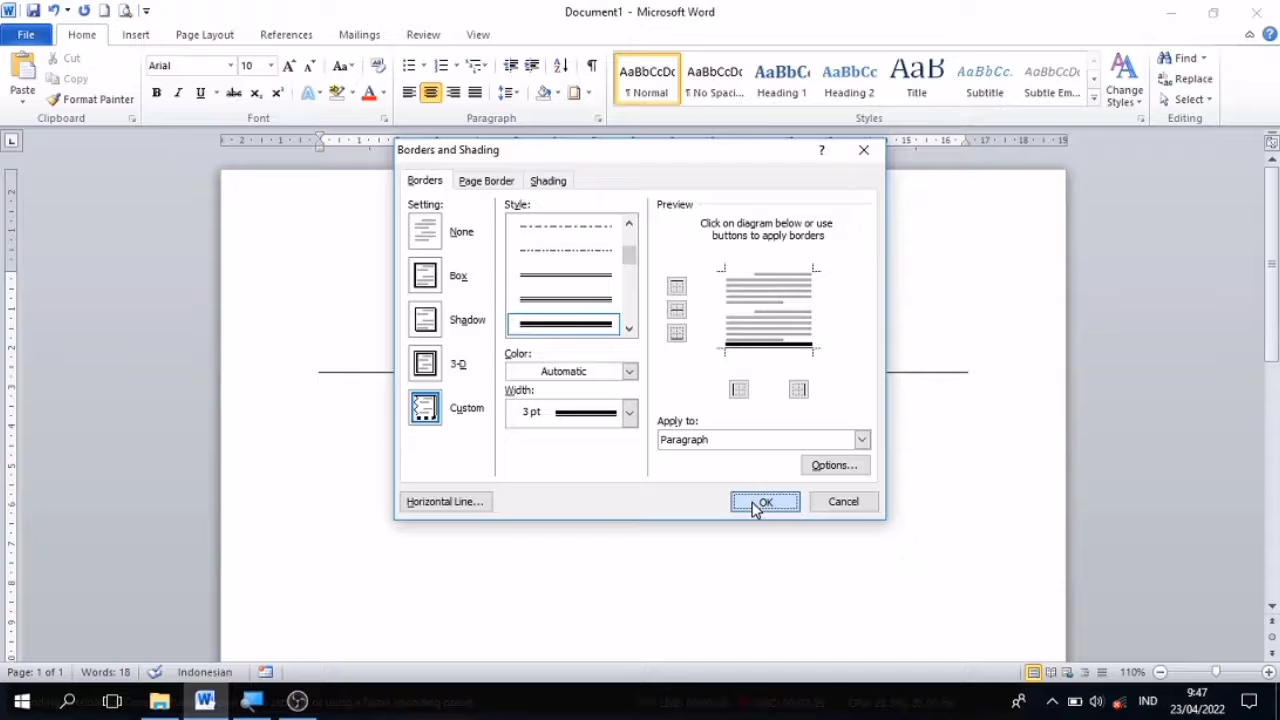 Document1 - Microsoft Word
File Home Insert Page Layout References Mailings Review View
Paste
Cut
Copy
Format Painter
Clipboard
Arial 10
Font
Paragraph
AaBbCcDc AaBbCcDc AaBbC AaBbCc AaB AaBbCc. AaBbCcDc
¶ Normal ¶ No Spaci... Heading 1 Heading 2 Title Subtitle Subtle Em...
Styles
Change
Styles
Find
Replace
Select
Editing
Borders and Shading
Borders Page Border Shading
Setting:
None
Box
Shadow
3-D
Custom
Style:
Color:
Automatic
Width:
3 pt
Preview
Click on diagram below or use
buttons to apply borders
Apply to:
Paragraph
Options...
Horizontal Line... OK Cancel
Page: 1 of 1 Words: 18 Indonesian 110%
IND
9:47
23/04/2022